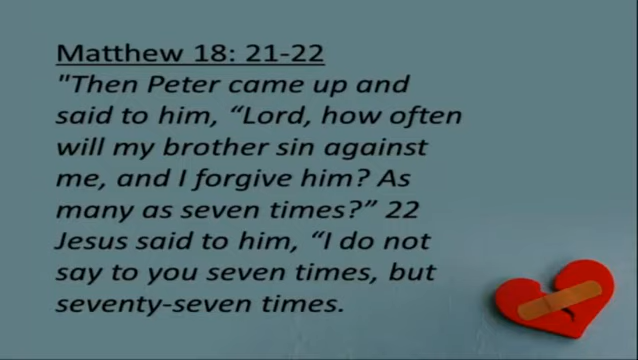 Matthew 18: 21-22
"Then Peter came up and
said to him, “Lord, how often
will my brother sin against
me, and I forgive him? As
many as seven times?” 22
Jesus said to him, “I do not
say to you seven times, but
seventy-seven times.